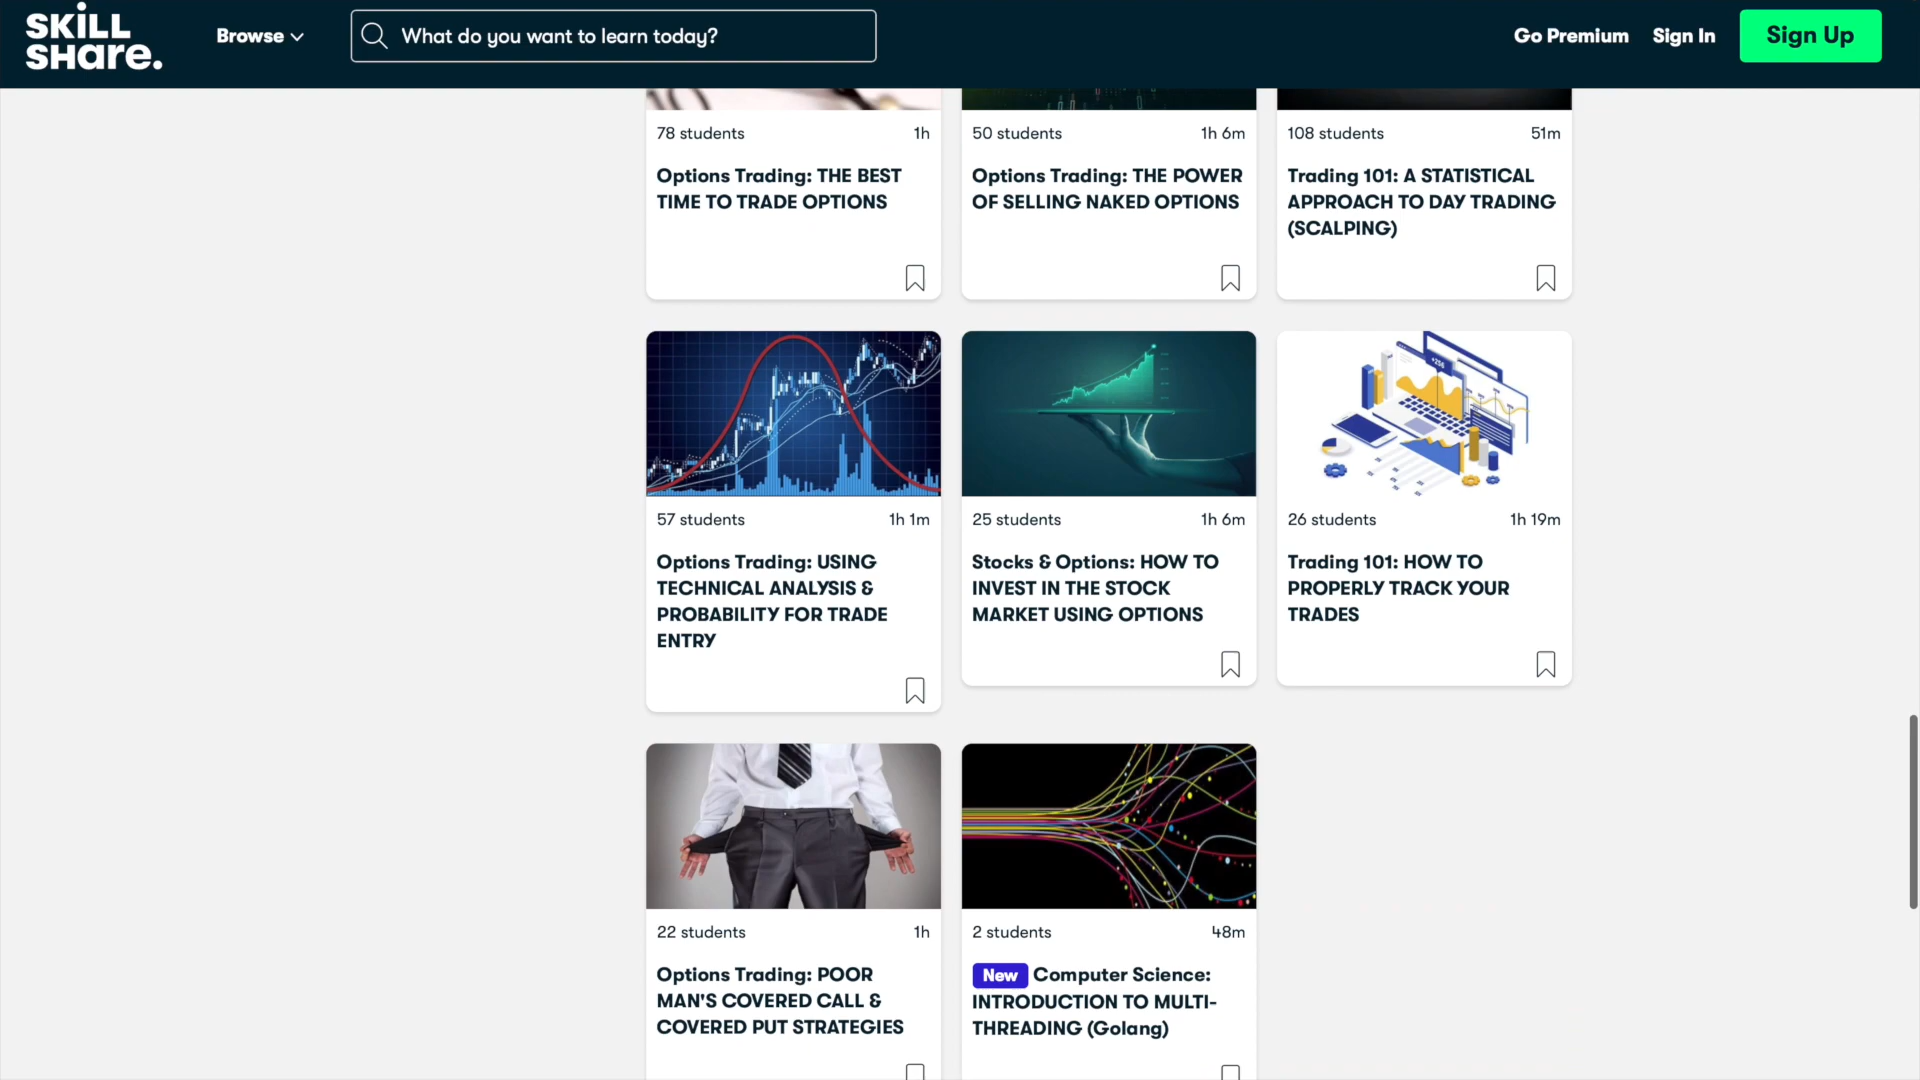 SKILL
SHARE.
Browse
What do you want to learn today?
Go Premium
Sign In
Sign Up
78 students
1h
Options Trading: THE BEST
TIME TO TRADE OPTIONS
50 students
1h 6m
Options Trading: THE POWER
OF SELLING NAKED OPTIONS
108 students
51m
Trading 101: A STATISTICAL
APPROACH TO DAY TRADING
(SCALPING)
57 students
1h 1m
Options Trading: USING
TECHNICAL ANALYSIS &
PROBABILITY FOR TRADE
ENTRY
25 students
1h 6m
Stocks & Options: HOW TO
INVEST IN THE STOCK
MARKET USING OPTIONS
26 students
1h 19m
Trading 101: HOW TO
PROPERLY TRACK YOUR
TRADES
22 students
1h
Options Trading: POOR
MAN'S COVERED CALL &
COVERED PUT STRATEGIES
2 students
48m
New Computer Science:
INTRODUCTION TO MULTI-
THREADING (Golang)